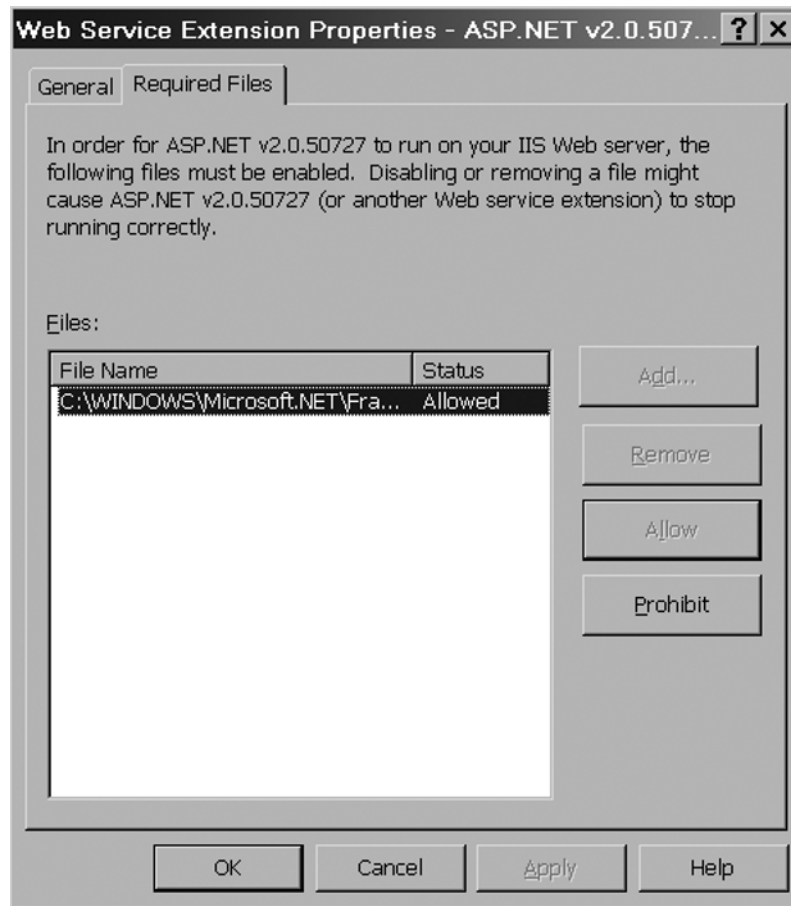 Web Service Extension Properties - ASP.NET v2.0.507... ? ×
General Required Files
In order for ASP.NET v2.0.50727 to run on your IIS Web server, the
following files must be enabled. Disabling or removing a file might
cause ASP.NET v2.0.50727 (or another Web service extension) to stop
running correctly.
Files:
File Name Status
C:\WINDOWS\Microsoft.NET\Fra... Allowed
Add...
Remove
Allow
Prohibit
OK Cancel Apply Help